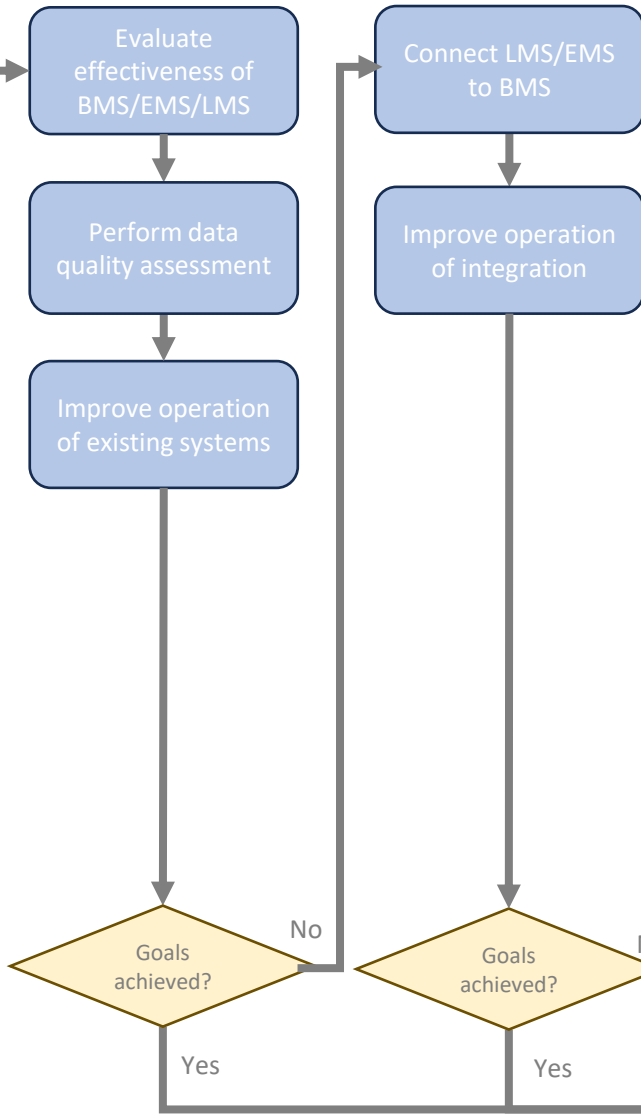 Evaluate
effectiveness of
BMS/EMS/LMS
Perform data
quality assessment
Improve operation
of existing systems
Goals
achieved?
No
Yes
Connect LMS/EMS
to BMS
Improve operation
of integration
Goals
achieved?
Yes